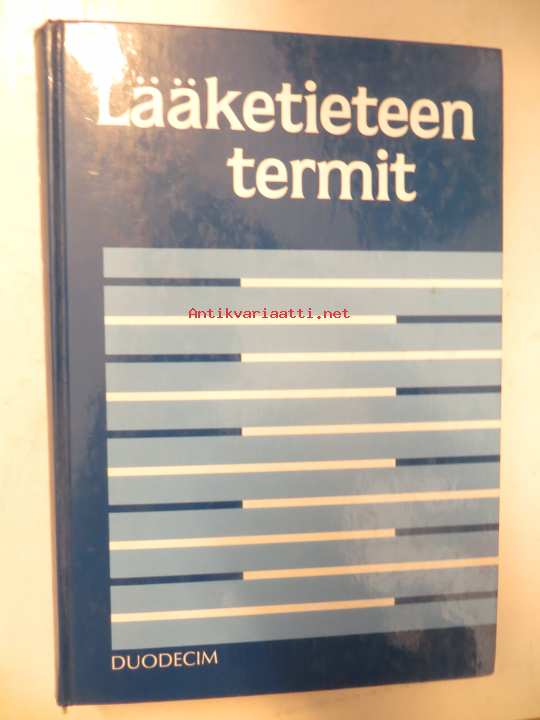 Lääketieteen
termit
Antikvariaatti.net
DUODECIM